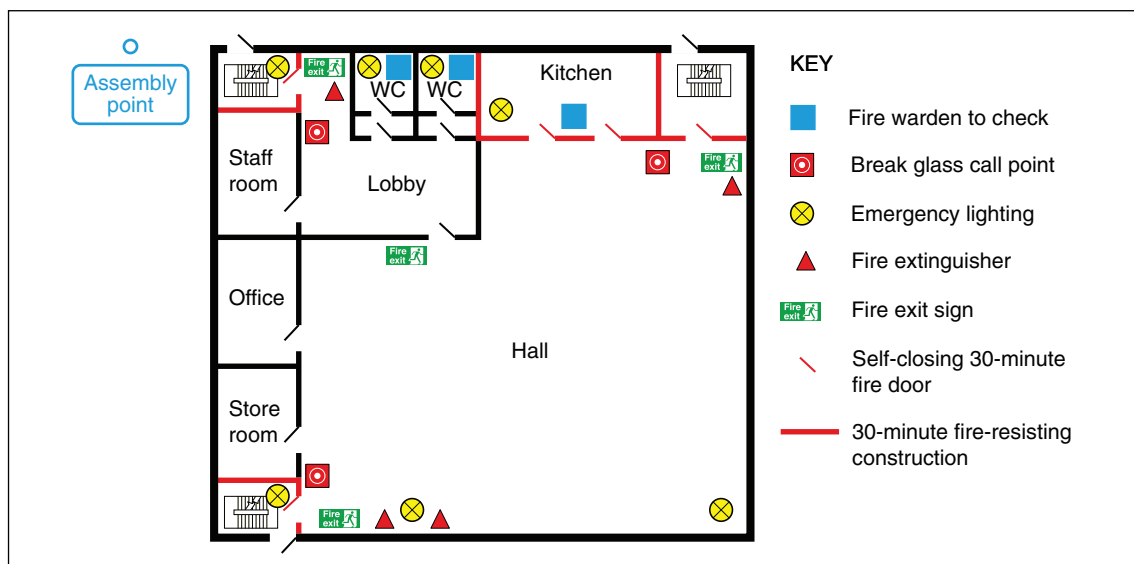 Assembly
point
Fire
exit
WC
WC
Kitchen
Staff
room
Lobby
Fire
exit
Fire
exit
Office
Hall
Store
room
Fire
exit
KEY
Fire warden to check
Break glass call point
Emergency lighting
Fire extinguisher
Fire
exit
Fire exit sign
Self-closing 30-minute
fire door
30-minute fire-resisting
construction